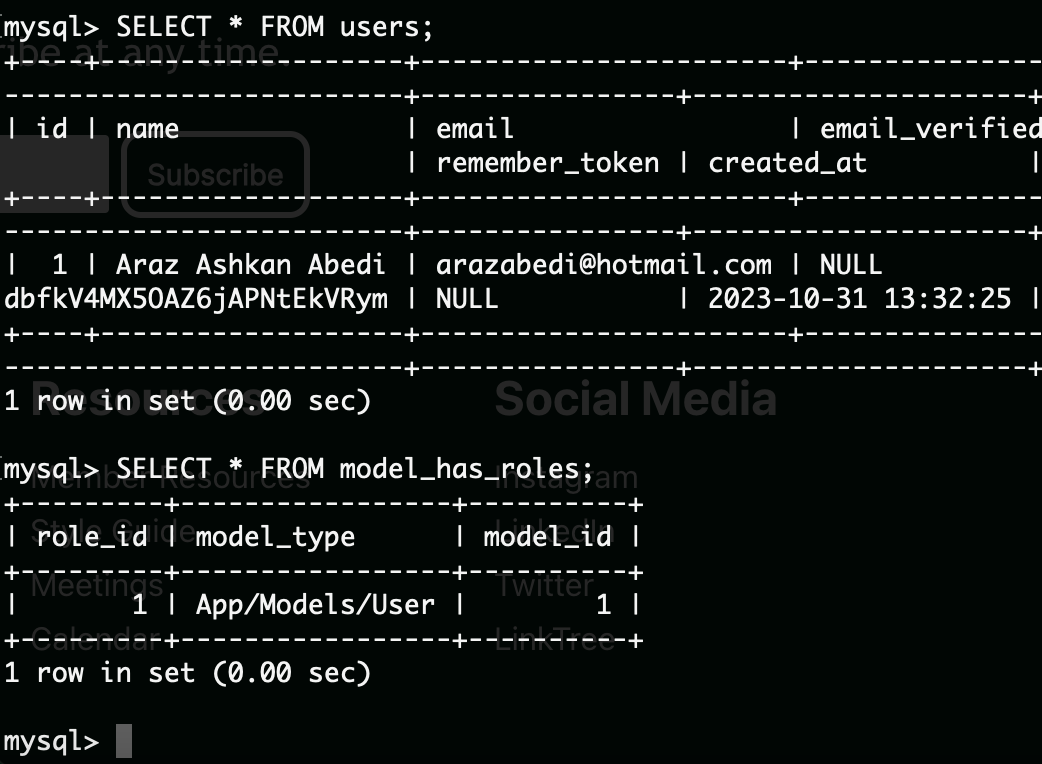 mysql> SELECT * FROM users;
ribe at any time.
+----+-------------------+-----------------------+---------------
-------------------------+----------------+---------------------+
| id | name | email | email_verified
| remember_token | created_at |
Subscribe
+----+-------------------+-----------------------+---------------
-------------------------+----------------+---------------------+
| 1 | Araz Ashkan Abedi | arazabedi@hotmail.com | NULL
dbfkV4MX5OAZ6jAPNtEkVRym | NULL | 2023-10-31 13:32:25 |
+----+-------------------+-----------------------+---------------
-------------------------+----------------+---------------------+
Resources Social Media
1 row in set (0.00 sec)
mysql> SELECT * FROM model_has_roles;
Member Resources Instagram
+---------+-----------------+----------+
Style Guide LinkedIn
| role_id | model_type | model_id |
+---------+-----------------+----------+
Meetings Twitter
| 1 | App/Models/User | 1 |
+---------+-----------------+----------+
Calendar LinkTree
1 row in set (0.00 sec)
mysql>